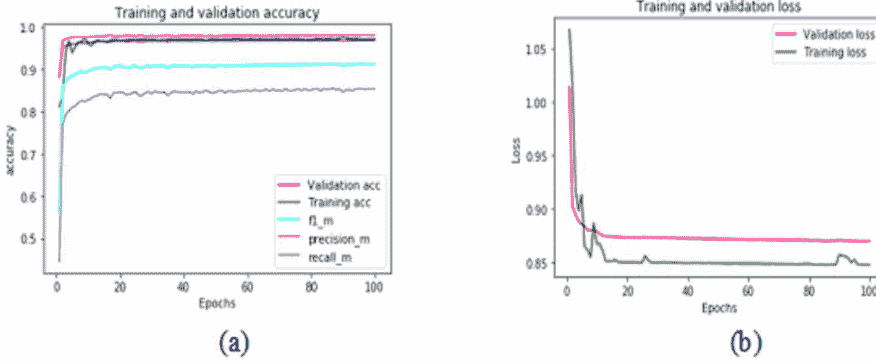 Training and validation accuracy
1.0
0.9
0.8
0.7
0.6
0.5
accuracy
Validation acc
Training acc
f1_m
precision_m
recall_m
0 20 40 60 80 100
Epochs
(a)
Training and validation loss
1.05
1.00
0.95
0.90
0.85
Loss
Validation loss
Training loss
0 20 40 60 80 100
Epochs
(b)